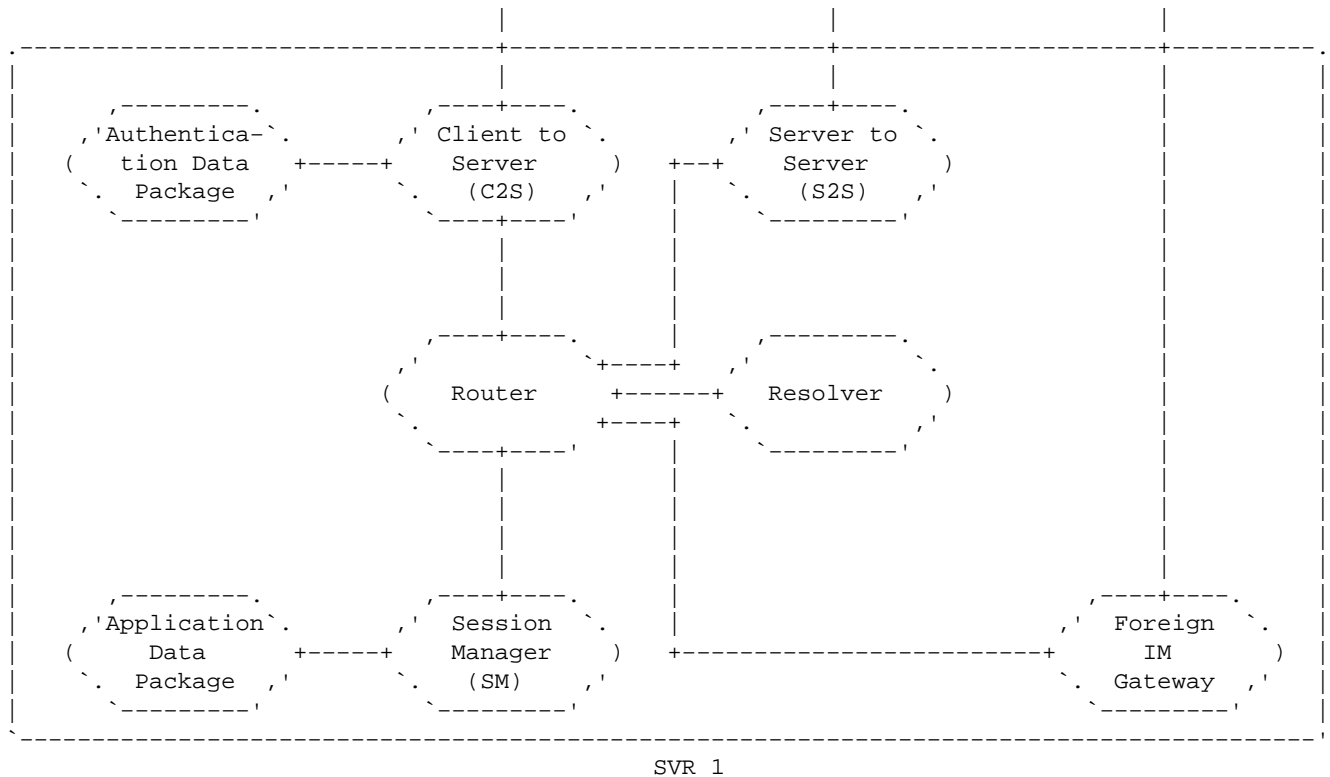 Authentica-
tion Data
Package
Client to
Server
(C2S)
Server to
Server
(S2S)
Router
Resolver
Application
Data
Package
Session
Manager
(SM)
Foreign
IM
Gateway
SVR 1